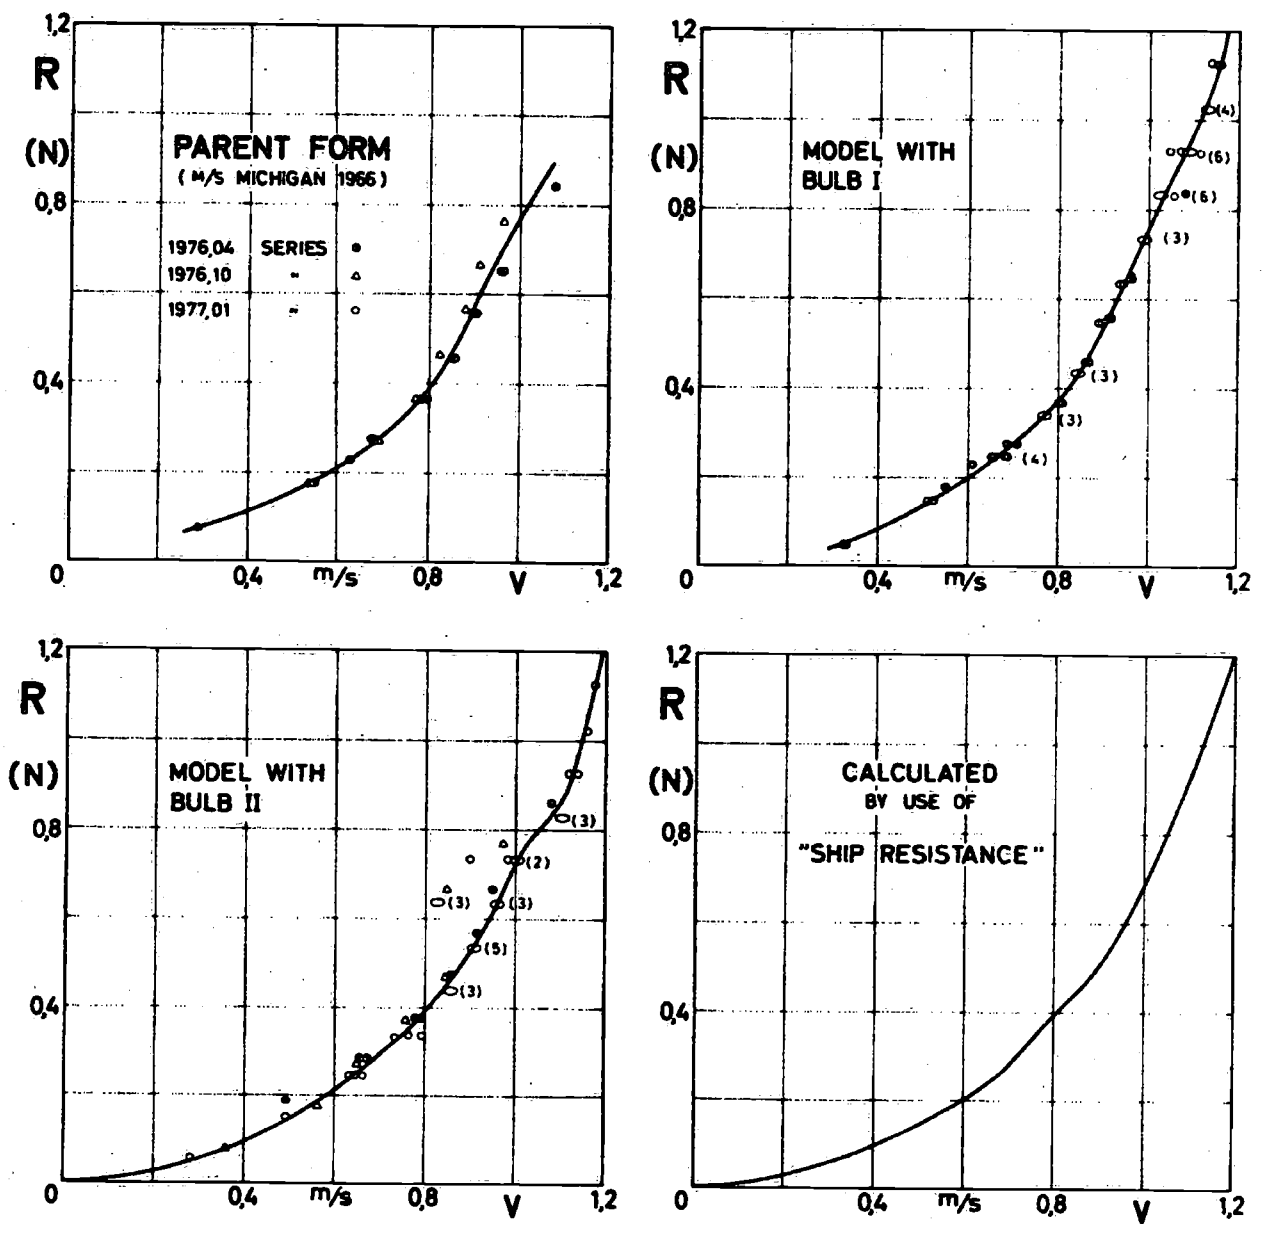 1,2
R
(N)
PARENT FORM
(M/S MICHIGAN 1966)
0,8
1976,04 SERIES
1976,10 "
1977,01 "
0,4
0 0,4 m/s 0,8 V 1,2
1,2
R
(N)
MODEL WITH
BULB I
0,8
0,4
(4)
(6)
(6)
(3)
(3)
(3)
(4)
0 0,4 m/s 0,8 V 1,2
1,2
R
(N)
MODEL WITH
BULB II
0,8
0,4
(3)
(2)
(3) (3)
(5)
(3)
0 0,4 m/s 0,8 V 1,2
1,2
R
(N)
CALCULATED
BY USE OF
"SHIP RESISTANCE"
0,8
0,4
0 0,4 m/s 0,8 V 1,2